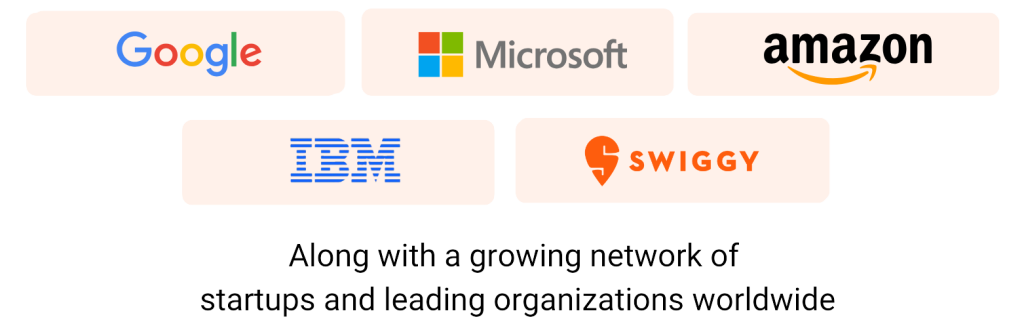 Google
Microsoft
amazon
IBM
SWIGGY
Along with a growing network of
startups and leading organizations worldwide